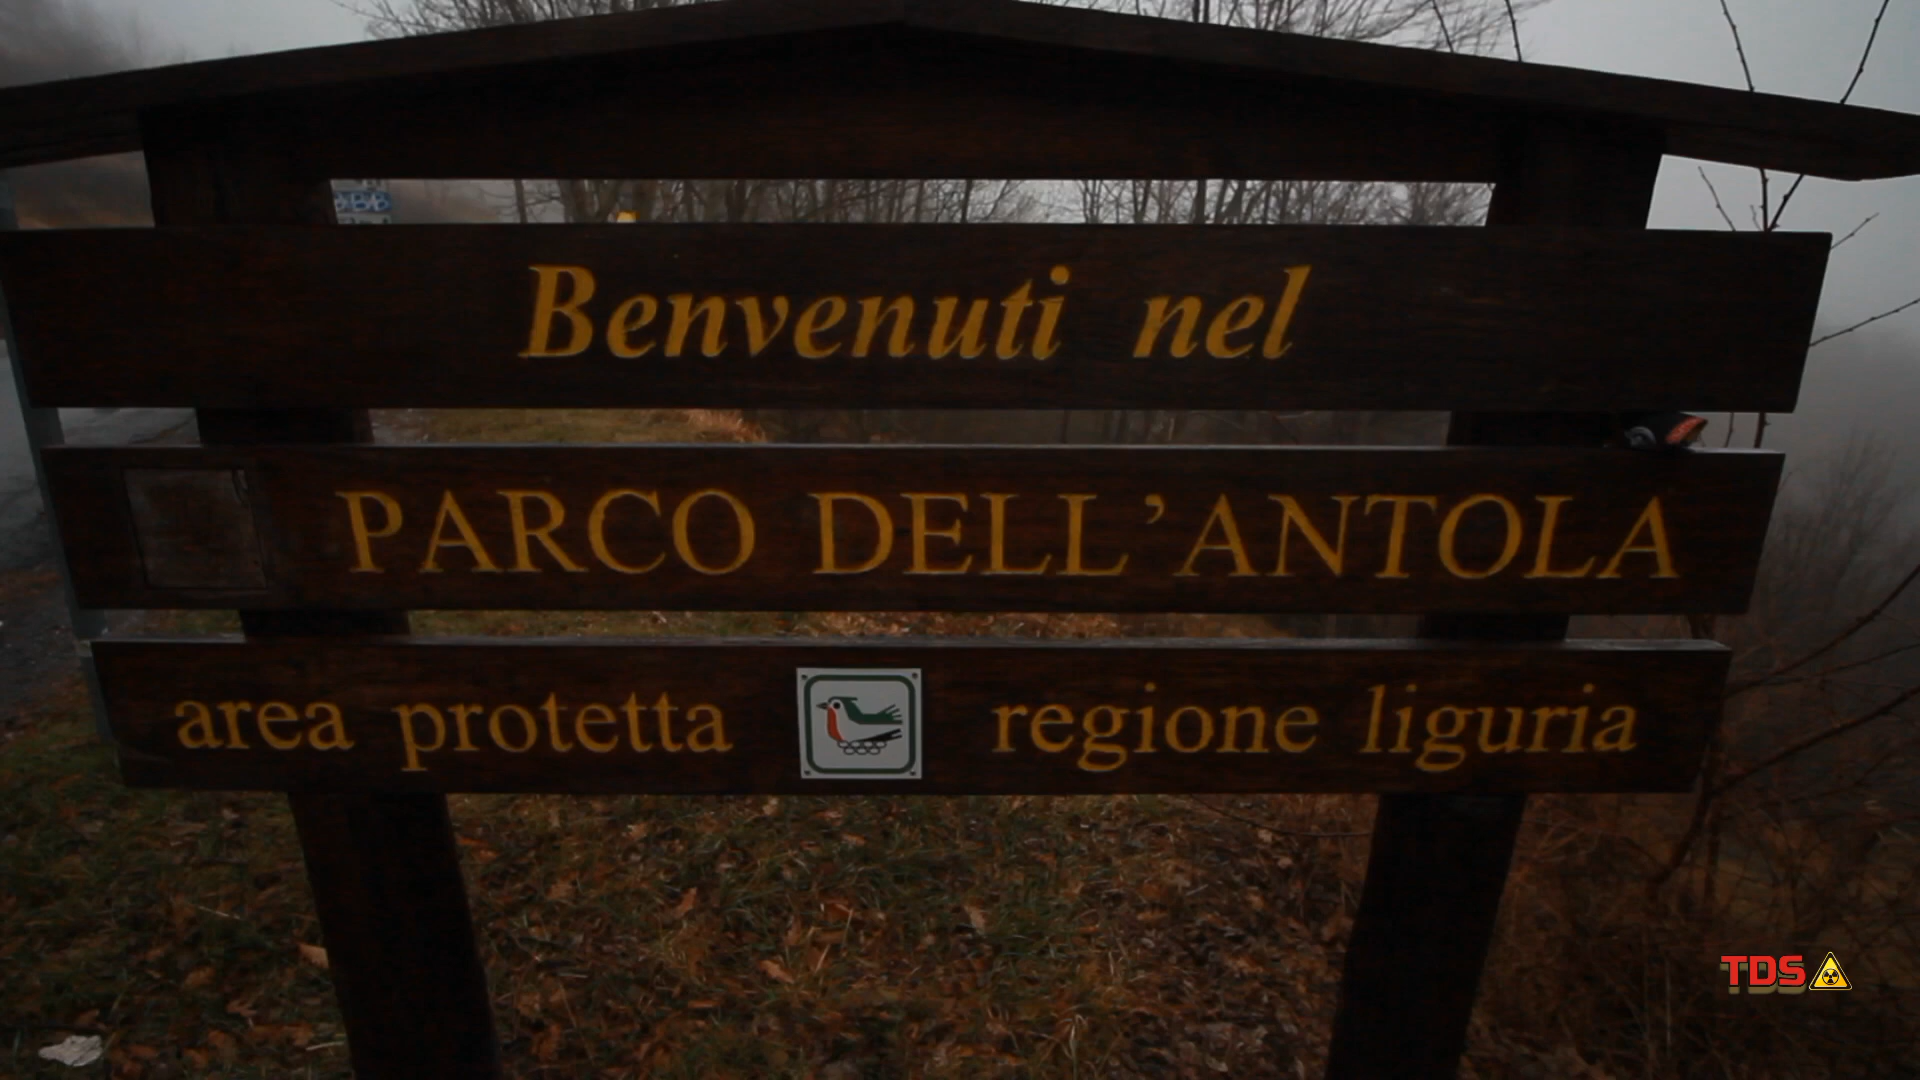 Benvenuti nel
PARCO DELL'ANTOLA
area protetta regione liguria
TDS